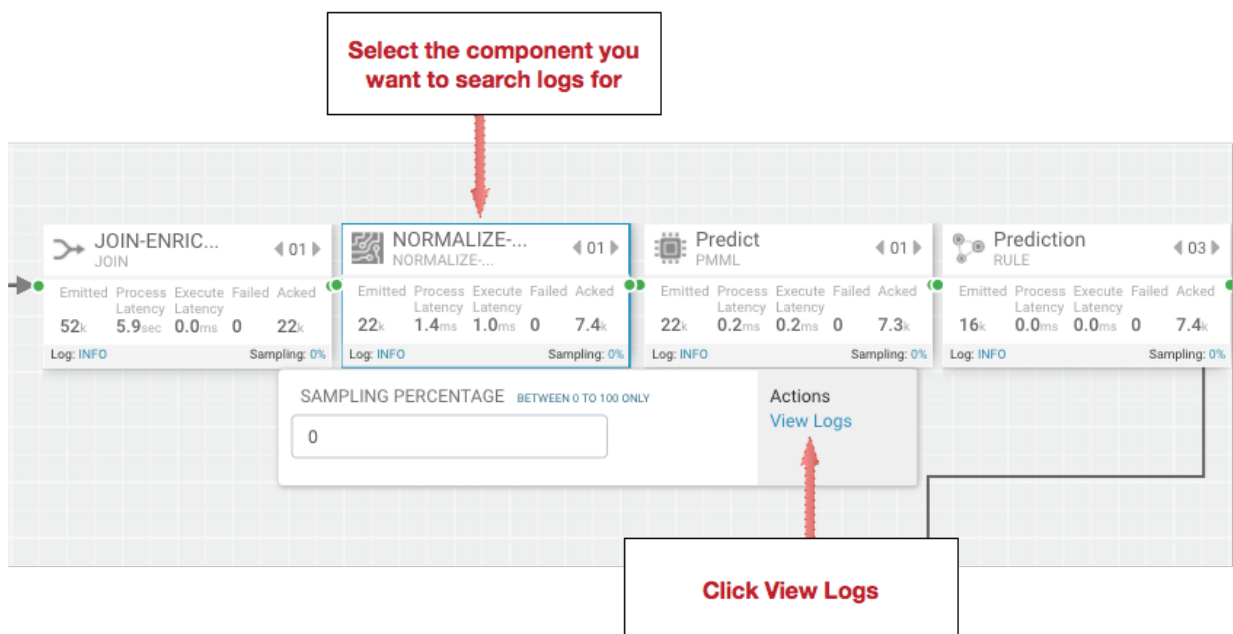 Select the component you
want to search logs for
JOIN-ENRIC...
JOIN
01
Emitted Process Latency Execute Latency Failed Acked
52k 5.9sec 0.0ms 0 22k
Log: INFO Sampling: 0%
NORMALIZE-...
NORMALIZE-...
01
Emitted Process Latency Execute Latency Failed Acked
22k 1.4ms 1.0ms 0 7.4k
Log: INFO Sampling: 0%
Predict
PMML
01
Emitted Process Latency Execute Latency Failed Acked
22k 0.2ms 0.2ms 0 7.3k
Log: INFO Sampling: 0%
Prediction
RULE
03
Emitted Process Latency Execute Latency Failed Acked
16k 0.0ms 0.0ms 0 7.4k
Log: INFO Sampling: 0%
SAMPLING PERCENTAGE BETWEEN 0 TO 100 ONLY
0
Actions
View Logs
Click View Logs